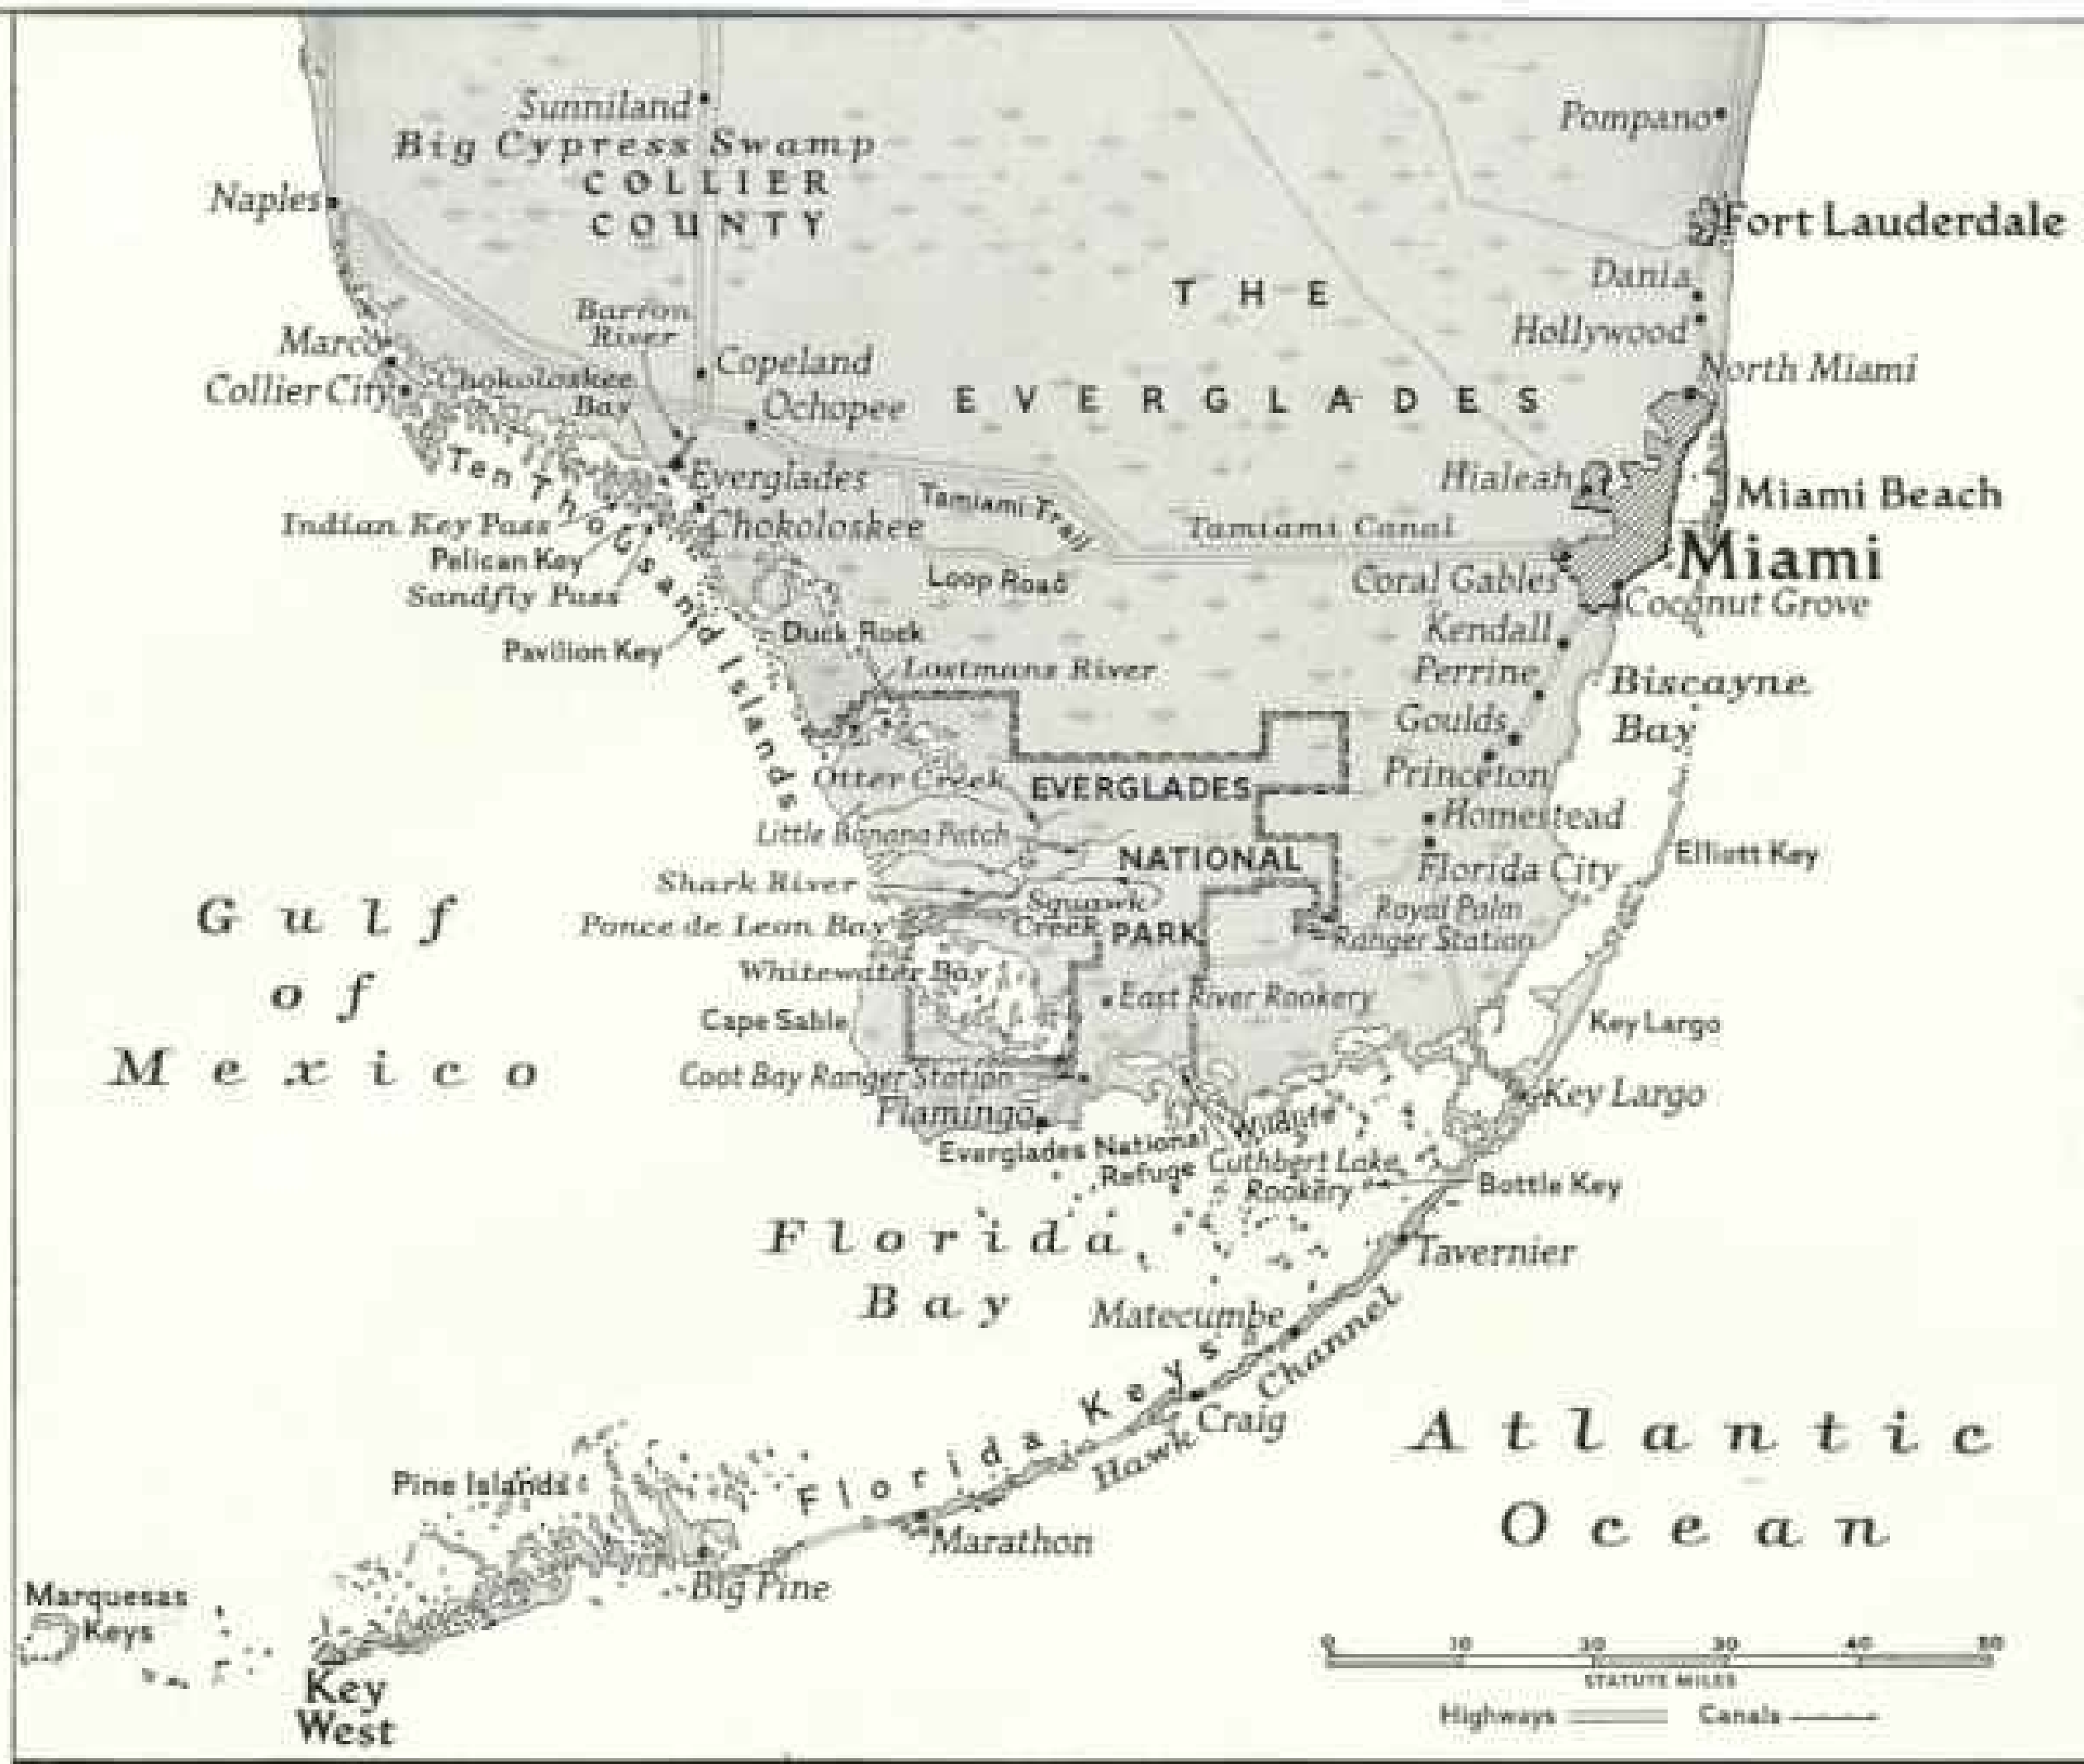 Sunniland
Pompano
Big Cypress Swamp
COLLIER
COUNTY
Naples
Fort Lauderdale
Dania
THE
Barron
River
Hollywood
Marco
Copeland
North Miami
Chokoloskee
Bay
Collier City
Ochopee
EVERGLADES
Ten Thousand Islands
Everglades
Hialeah
Miami Beach
Tamiami Trail
Indian Key Pass
Chokoloskee
Tamiami Canal
Pelican Key
Miami
Sandfly Pass
Loop Road
Coral Gables
Coconut Grove
Duck Rock
Kendall
Pavilion Key
Lostmans River
Perrine
Biscayne
Bay
Goulds
Otter Creek
EVERGLADES
Princeton
Homestead
Little Banana Patch
NATIONAL
Elliott Key
Florida City
Shark River
Squawk
Creek
Royal Palm
Ranger Station
Gulf
of
Mexico
Ponce de Leon Bay
PARK
Whitewater Bay
East River Rookery
Cape Sable
Key Largo
Coot Bay Ranger Station
Key Largo
Flamingo
Everglades National Wildlife
Refuge
Cuthbert Lake
Rookery
Bottle Key
Florida
Bay
Tavernier
Matecumbe
Hawk Channel
Florida Keys
Craig
Atlantic
Ocean
Pine Islands
Marathon
Big Pine
Marquesas
Keys
Key
West
0 10 20 30 40 50
STATUTE MILES
Highways Canals